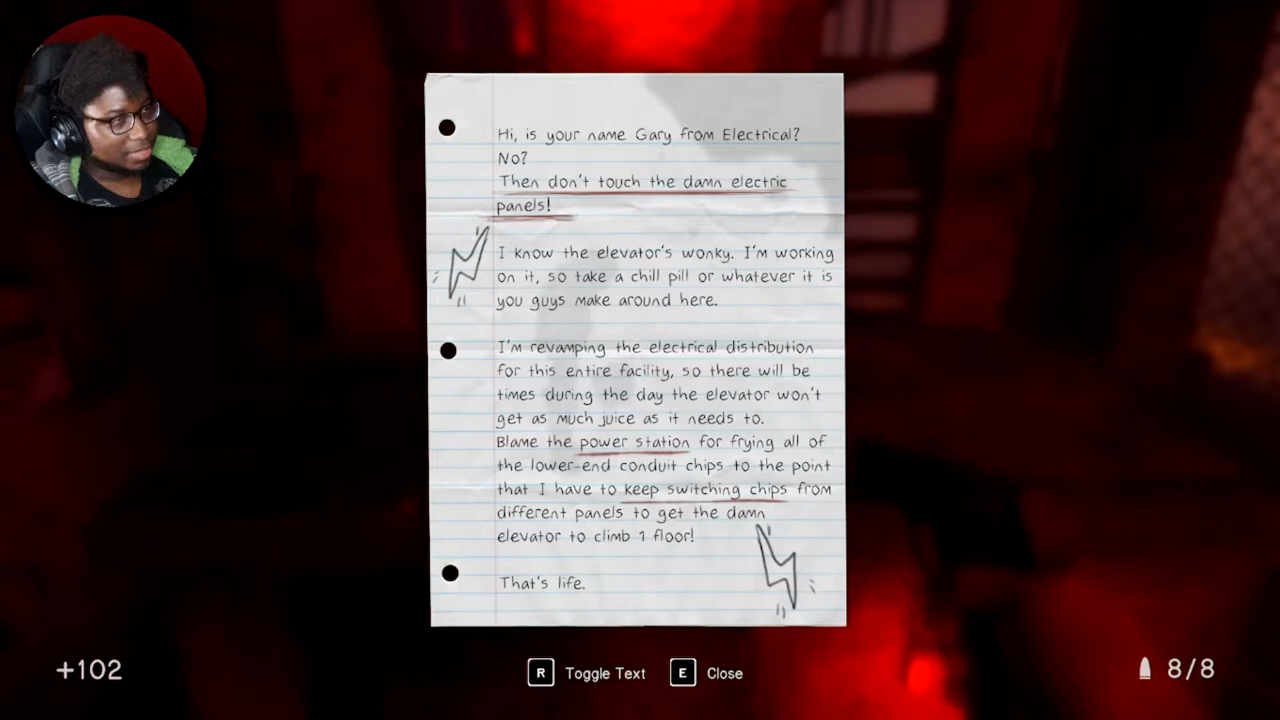 Hi, is your name Gary from Electrical?
No?
Then don't touch the damn electric
panels!
I know the elevator's wonky. I'm working
on it, so take a chill pill or whatever it is
you guys make around here.
I'm revamping the electrical distribution
for this entire facility, so there will be
times during the day the elevator won't
get as much juice as it needs to.
Blame the power station for frying all of
the lower-end conduit chips to the point
that I have to keep switching chips from
different panels to get the damn
elevator to climb 1 floor!
That's life.
+102
R Toggle Text E Close
8/8